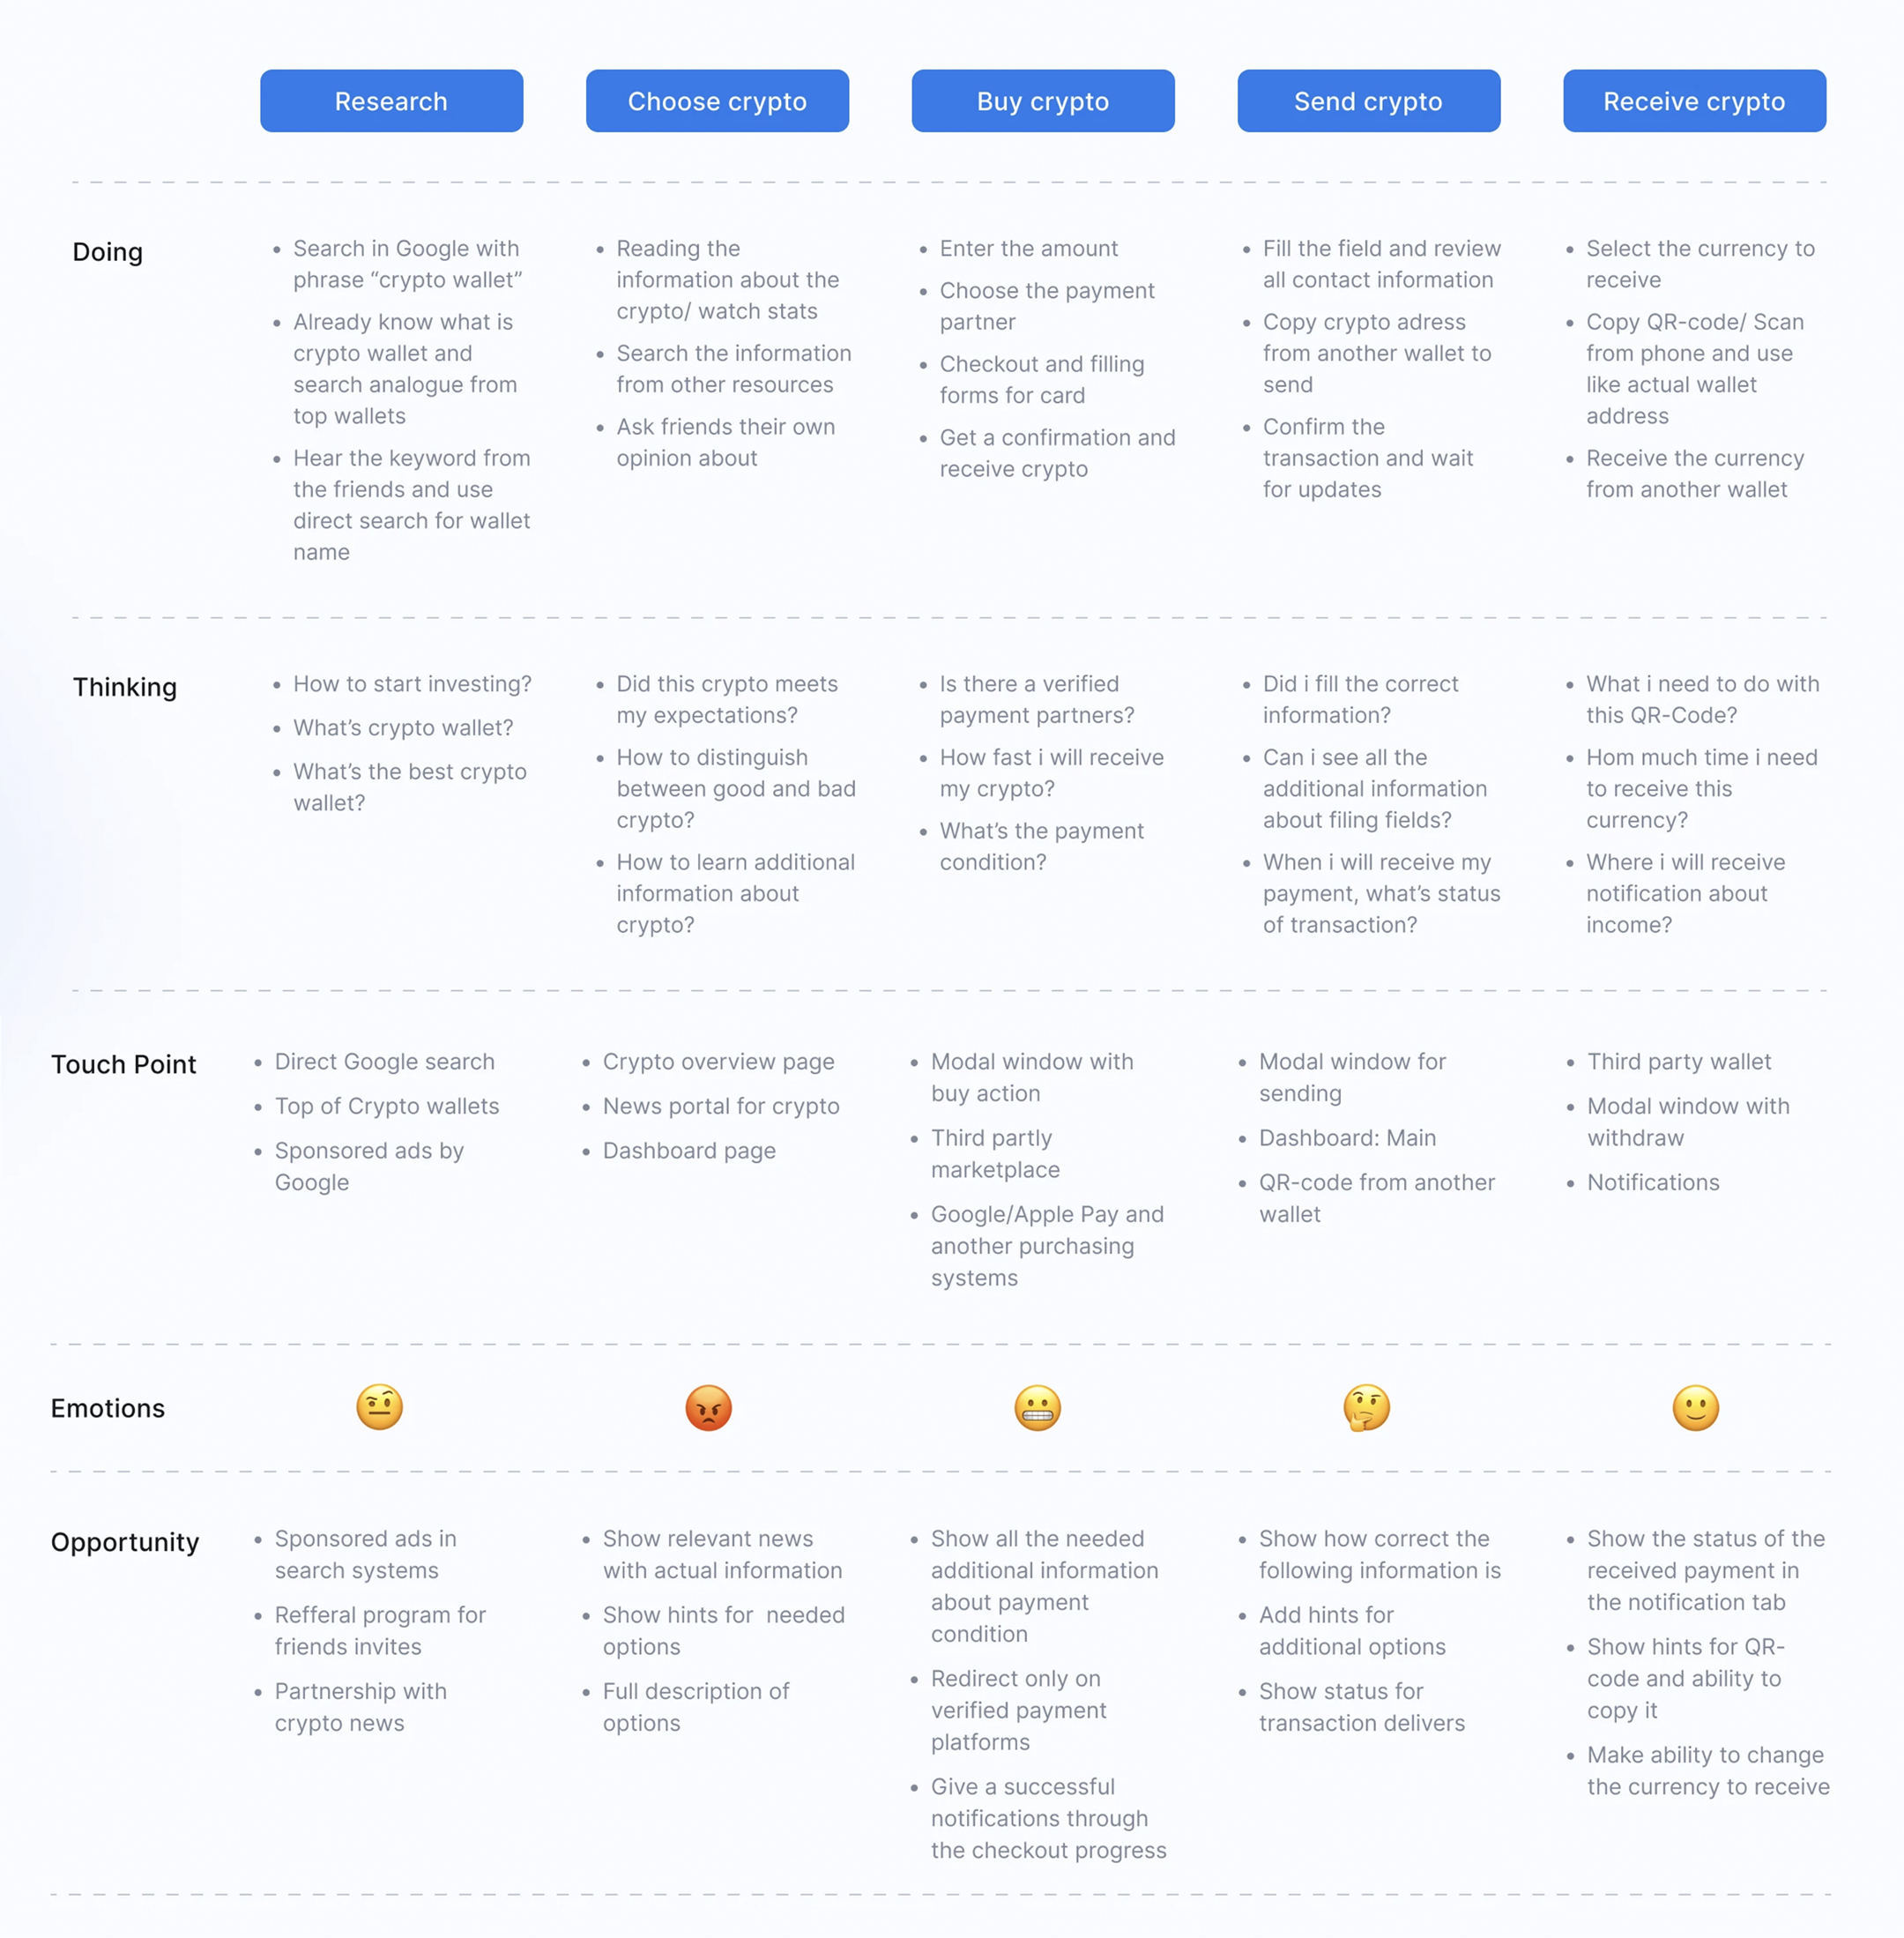 Research
Choose crypto
Buy crypto
Send crypto
Receive crypto
Doing
Search in Google with
phrase “crypto wallet”
Already know what is
crypto wallet and
search analogue from
top wallets
Hear the keyword from
the friends and use
direct search for wallet
name
Reading the
information about the
crypto/ watch stats
Search the information
from other resources
Ask friends their own
opinion about
Enter the amount
Choose the payment
partner
Checkout and filling
forms for card
Get a confirmation and
receive crypto
Fill the field and review
all contact information
Copy crypto adress
from another wallet to
send
Confirm the
transaction and wait
for updates
Select the currency to
receive
Copy QR-code/ Scan
from phone and use
like actual wallet
address
Receive the currency
from another wallet
Thinking
How to start investing?
What’s crypto wallet?
What’s the best crypto
wallet?
Did this crypto meets
my expectations?
How to distinguish
between good and bad
crypto?
How to learn additional
information about
crypto?
Is there a verified
payment partners?
How fast i will receive
my crypto?
What’s the payment
condition?
Did i fill the correct
information?
Can i see all the
additional information
about filing fields?
When i will receive my
payment, what’s status
of transaction?
What i need to do with
this QR-Code?
Hom much time i need
to receive this
currency?
Where i will receive
notification about
income?
Touch Point
Direct Google search
Top of Crypto wallets
Sponsored ads by
Google
Crypto overview page
News portal for crypto
Dashboard page
Modal window with
buy action
Third partly
marketplace
Google/Apple Pay and
another purchasing
systems
Modal window for
sending
Dashboard: Main
QR-code from another
wallet
Third party wallet
Modal window with
withdraw
Notifications
Emotions
Opportunity
Sponsored ads in
search systems
Refferal program for
friends invites
Partnership with
crypto news
Show relevant news
with actual information
Show hints for  needed
options
Full description of
options
Show all the needed
additional information
about payment
condition
Redirect only on
verified payment
platforms
Give a successful
notifications through
the checkout progress
Show how correct the
following information is
Add hints for
additional options
Show status for
transaction delivers
Show the status of the
received payment in
the notification tab
Show hints for QR-
code and ability to
copy it
Make ability to change
the currency to receive